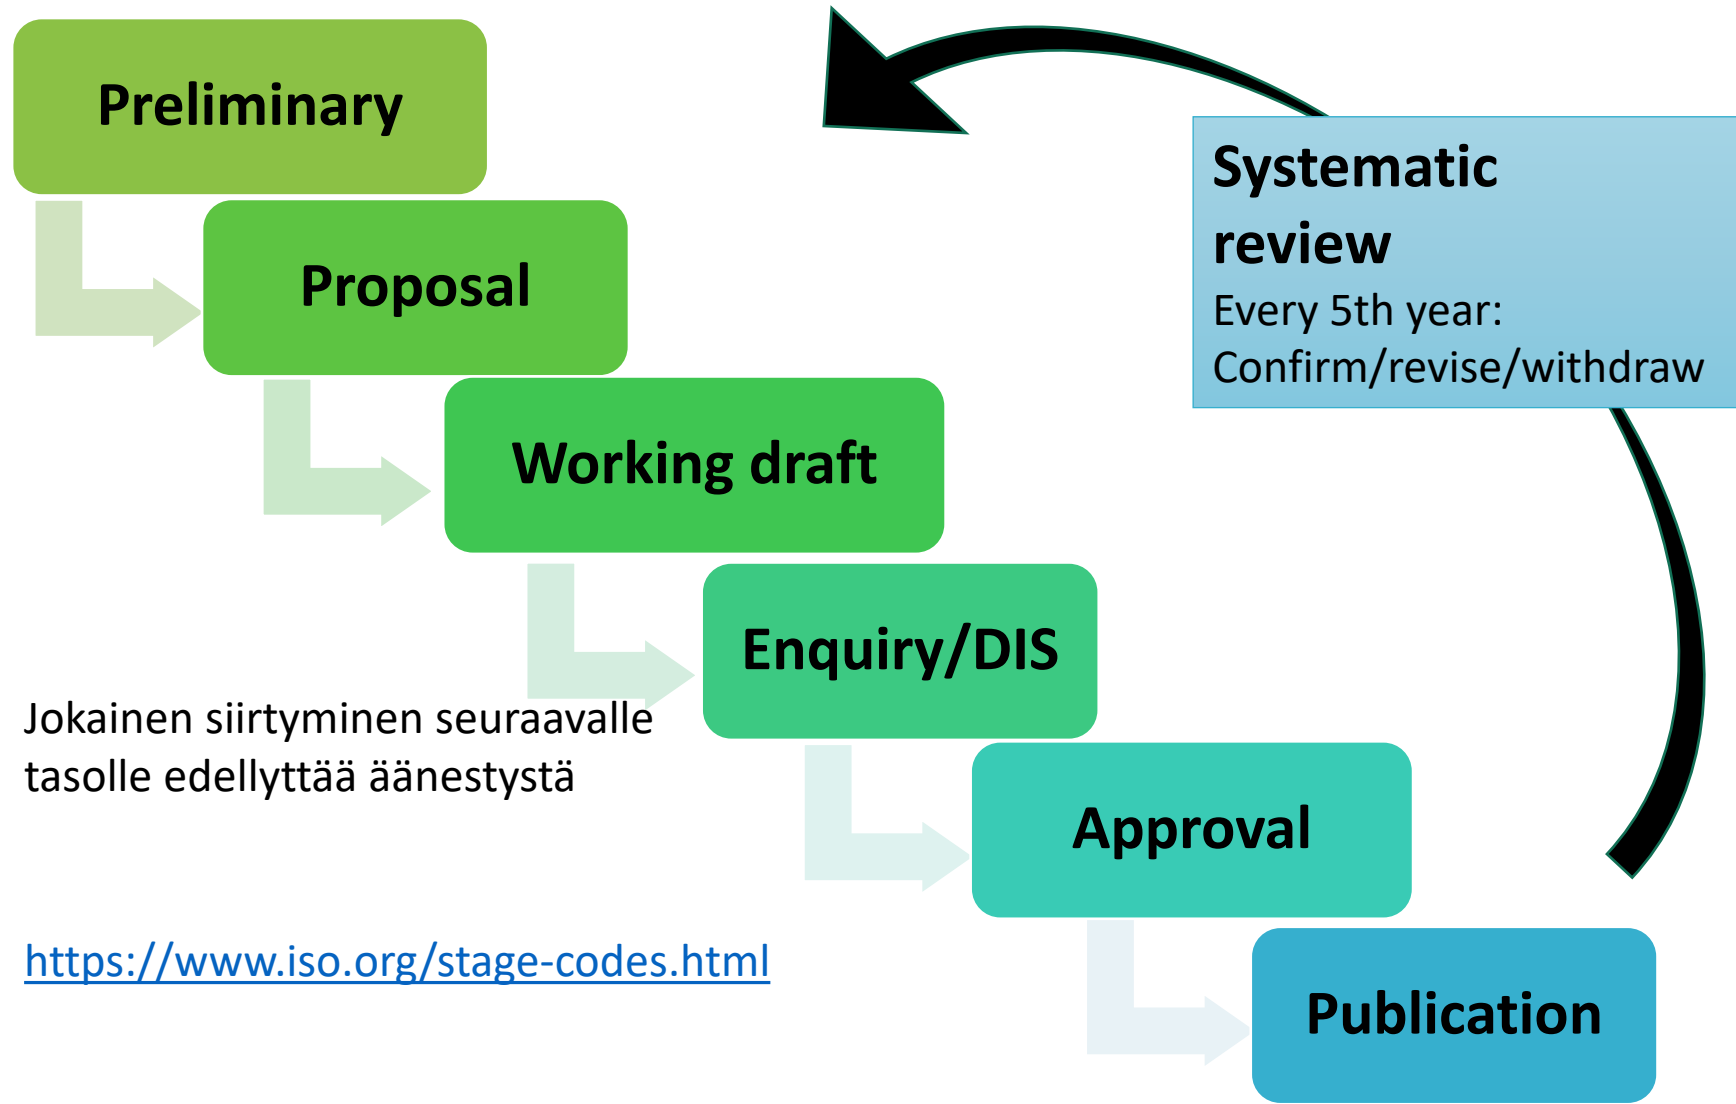 Preliminary
Proposal
Working draft
Enquiry/DIS
Approval
Publication
Systematic
review
Every 5th year:
Confirm/revise/withdraw
Jokainen siirtyminen seuraavalle
tasolle edellyttää äänestystä
https://www.iso.org/stage-codes.html